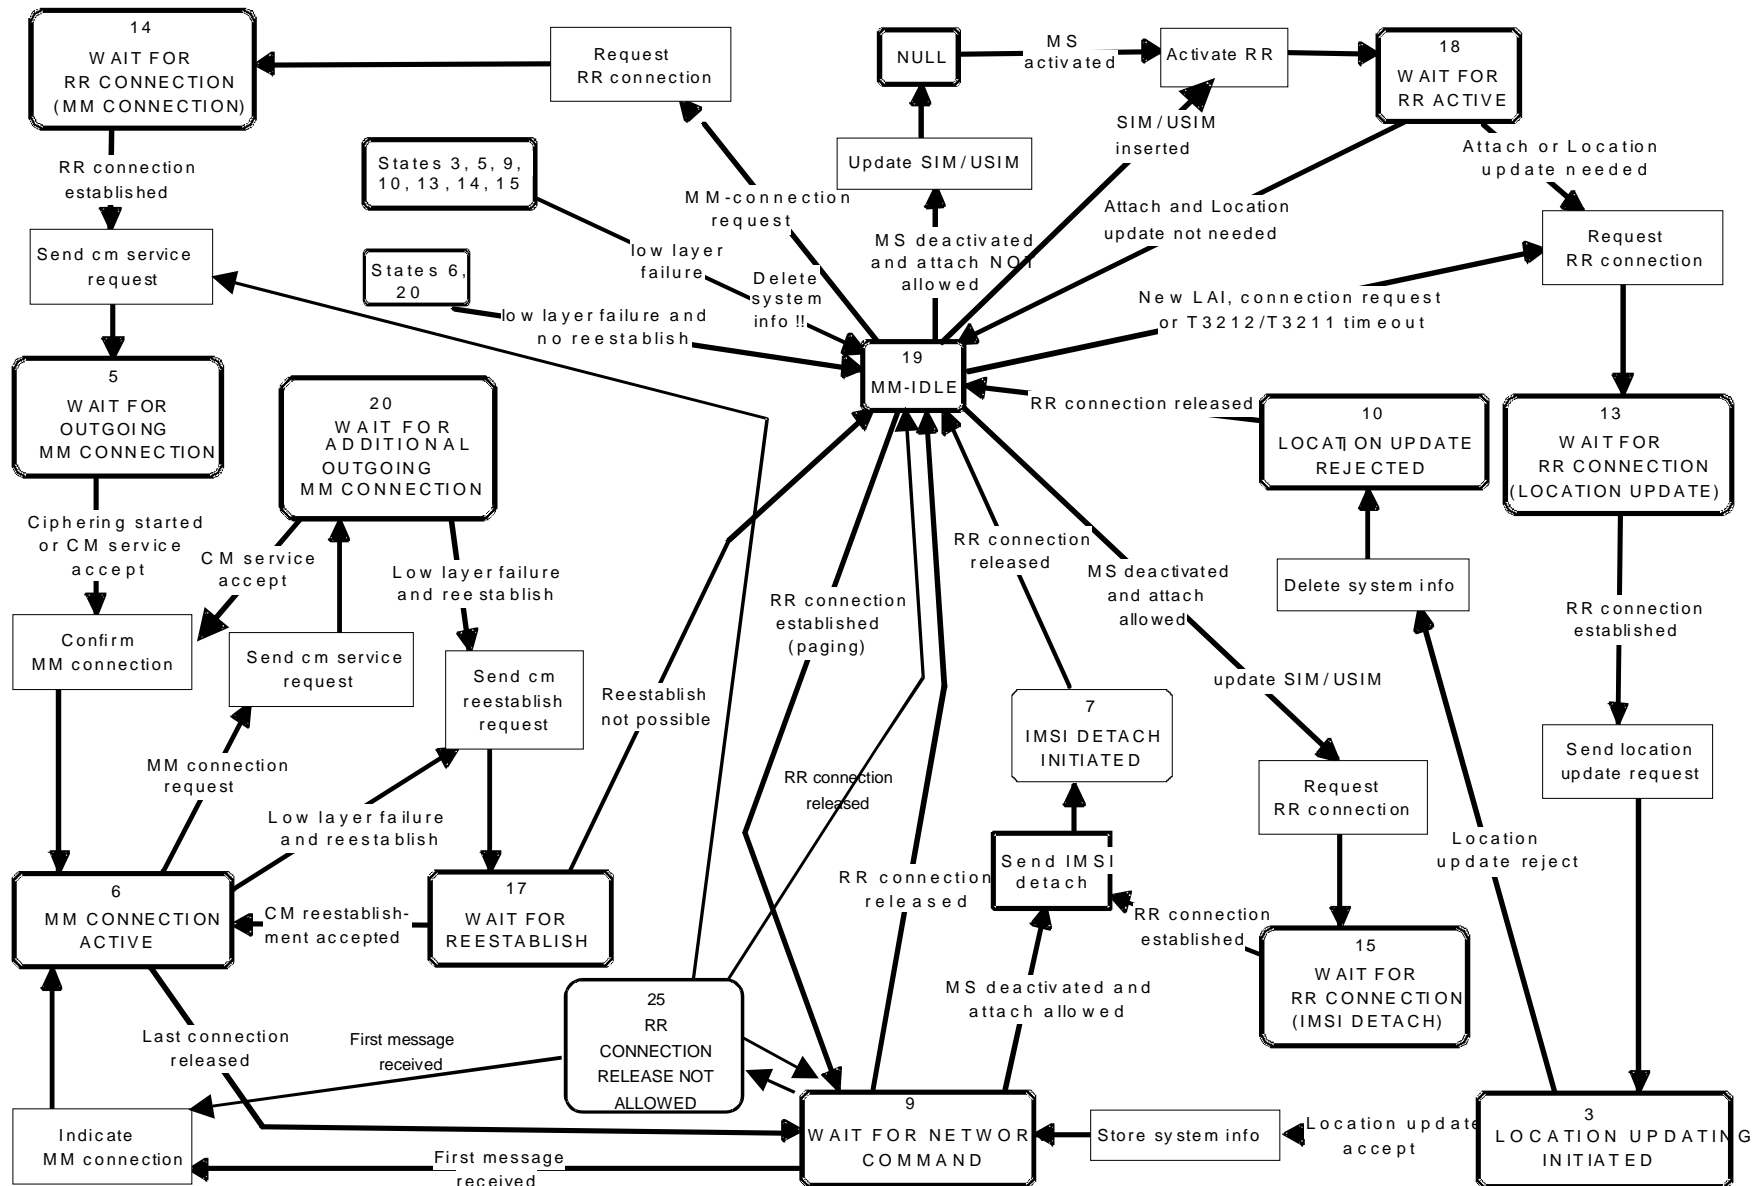 14
WAIT FOR
RR CONNECTION
(MM CONNECTION)
Request
RR connection
NULL
MS
activated
Activate RR
18
WAIT FOR
RR ACTIVE
States 3, 5, 9,
10, 13, 14, 15
Update SIM/USIM
SIM/USIM
inserted
Attach or Location
update needed
RR connection
established
MM-connection
request
Attach and Location
update not needed
Send cm service
request
low layer
failure
MS deactivated
and attach NOT
allowed
Request
RR connection
States 6,
20
Delete
system
info !!
New LAI, connection request
or T3212/T3211 timeout
low layer failure and
no reestablish
19
MM-IDLE
5
WAIT FOR
OUTGOING
MM CONNECTION
20
WAIT FOR
ADDITIONAL
OUTGOING
MM CONNECTION
RR connection released
10
LOCATION UPDATE
REJECTED
13
WAIT FOR
RR CONNECTION
(LOCATION UPDATE)
Ciphering started
or CM service
accept
CM service
accept
Low layer failure
and reestablish
RR connection
released
MS deactivated
and attach
allowed
Delete system info
RR connection
established
(paging)
RR connection
established
Confirm
MM connection
Send cm service
request
Send cm
reestablish
request
Reestablish
not possible
update SIM/USIM
7
IMSI DETACH
INITIATED
Send location
update request
MM connection
request
RR connection
released
Request
RR connection
Low layer failure
and reestablish
Send IMSI
detach
Location
update reject
6
MM CONNECTION
ACTIVE
CM reestablish-
ment accepted
17
WAIT FOR
REESTABLISH
RR connection
released
RR connection
established
15
WAIT FOR
RR CONNECTION
(IMSI DETACH)
MS deactivated and
attach allowed
25
RR
CONNECTION
RELEASE NOT
ALLOWED
Last connection
released
First message
received
Indicate
MM connection
First message
received
9
WAIT FOR NETWOR
COMMAND
Store system info
Location update
accept
3
LOCATION UPDATING
INITIATED